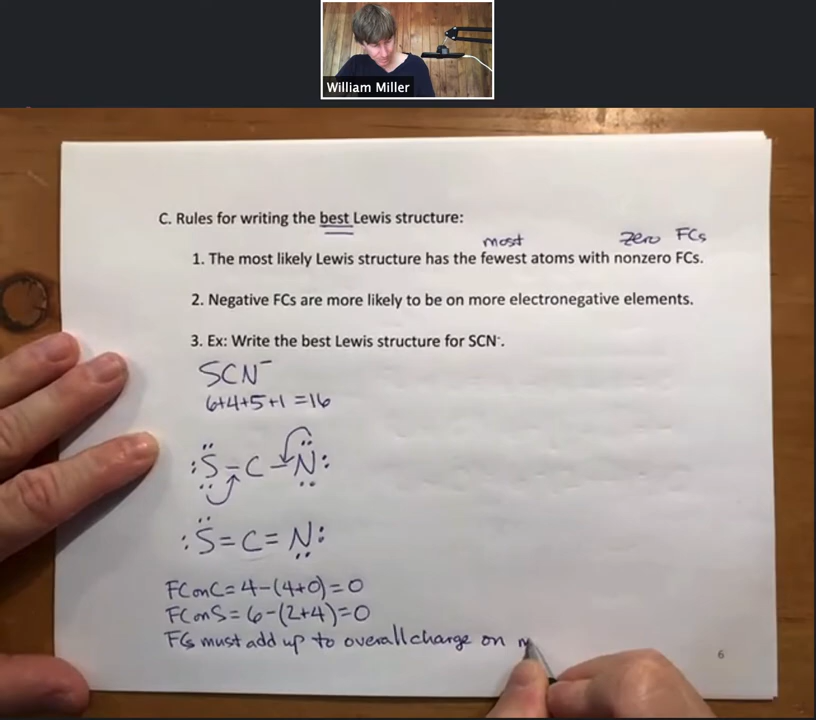 William Miller
C. Rules for writing the best Lewis structure:
most zero FCs
1. The most likely Lewis structure has the fewest atoms with nonzero FCs.
2. Negative FCs are more likely to be on more electronegative elements.
3. Ex: Write the best Lewis structure for SCN⁻.
SCN⁻
6+4+5+1=16
:S̈-C-N̈:
:S̈=C=N̤:
FC on C=4-(4+0)=0
FC on S=6-(2+4)=0
FCs must add up to overall charge on
6